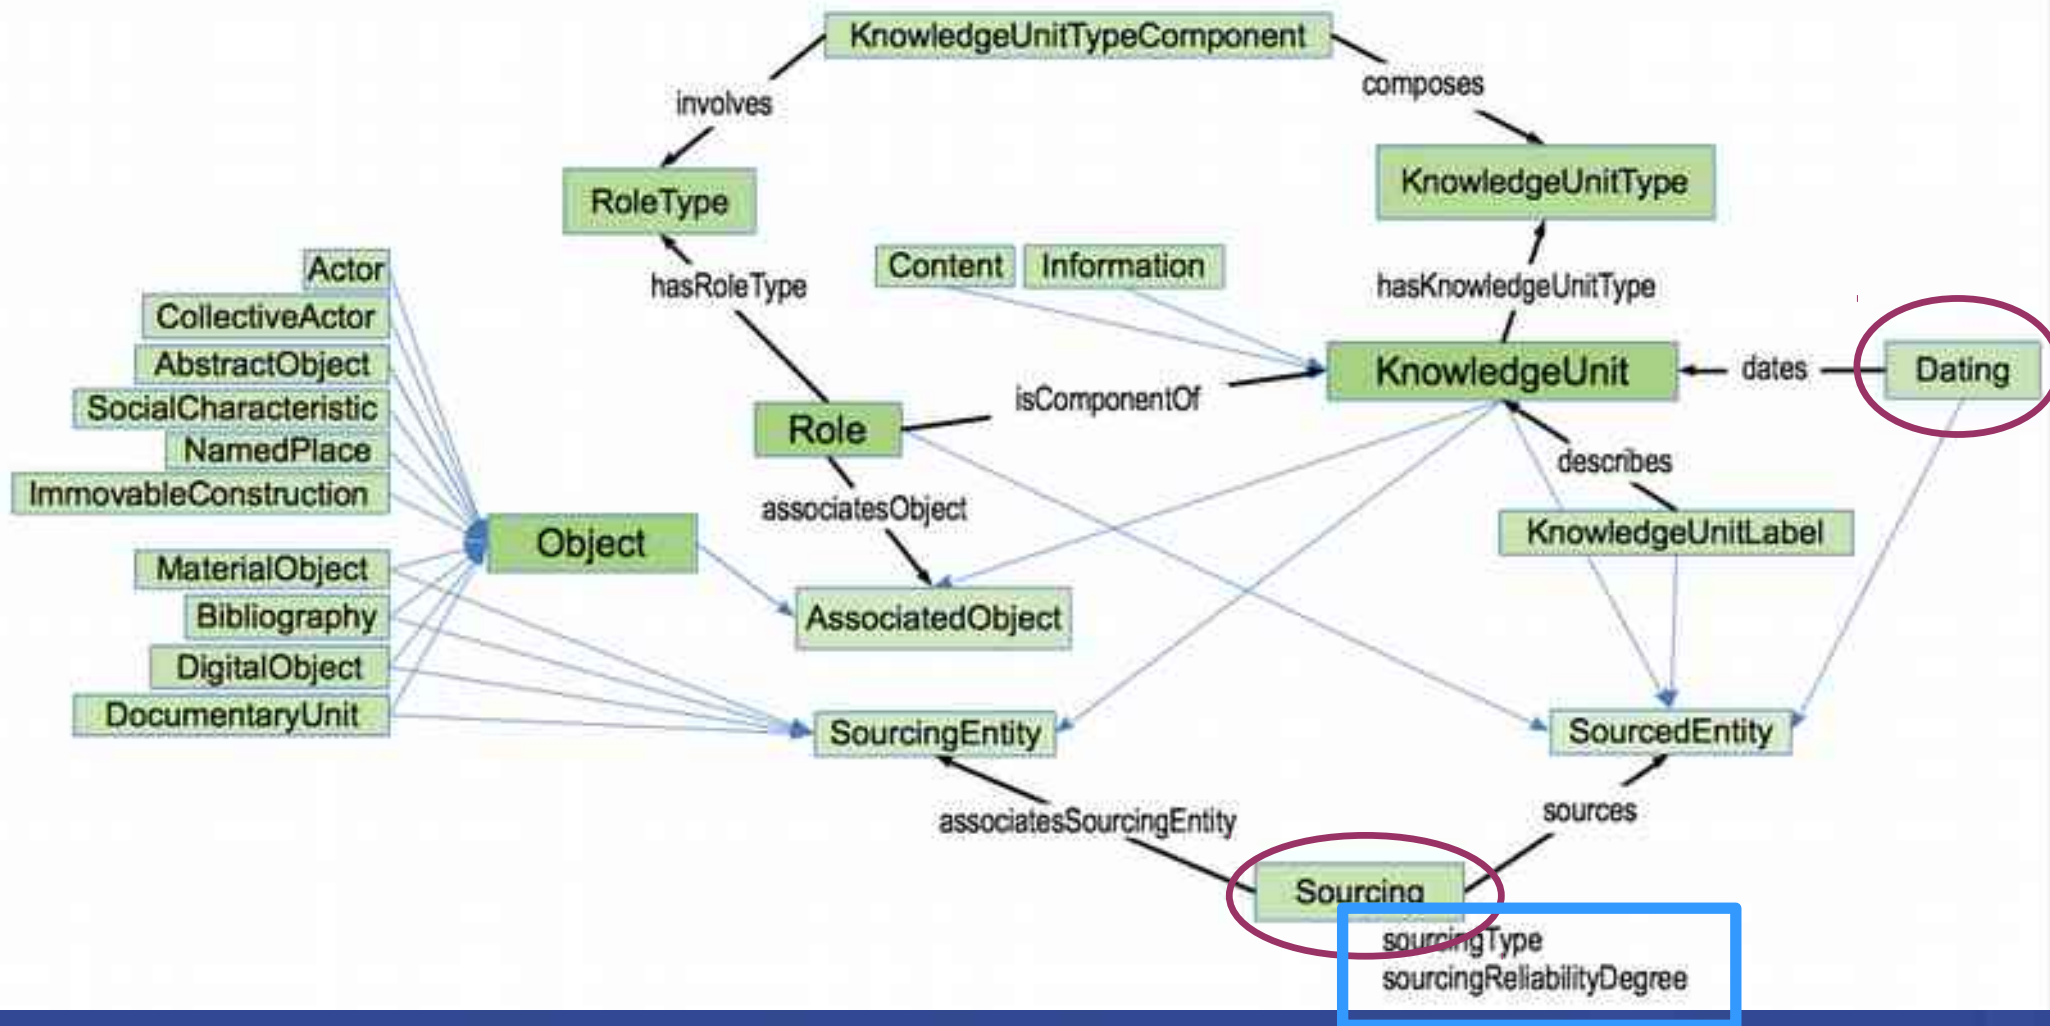 KnowledgeUnitTypeComponent
involves
composes
RoleType
KnowledgeUnitType
Actor
hasRoleType
Content
Information
hasKnowledgeUnitType
CollectiveActor
AbstractObject
SocialCharacteristic
NamedPlace
ImmovableConstruction
KnowledgeUnit
dates
Dating
isComponentOf
Role
describes
associatesObject
KnowledgeUnitLabel
Object
MaterialObject
Bibliography
DigitalObject
DocumentaryUnit
AssociatedObject
SourcingEntity
SourcedEntity
associatesSourcingEntity
sources
Sourcing
sourcingType
sourcingReliabilityDegree